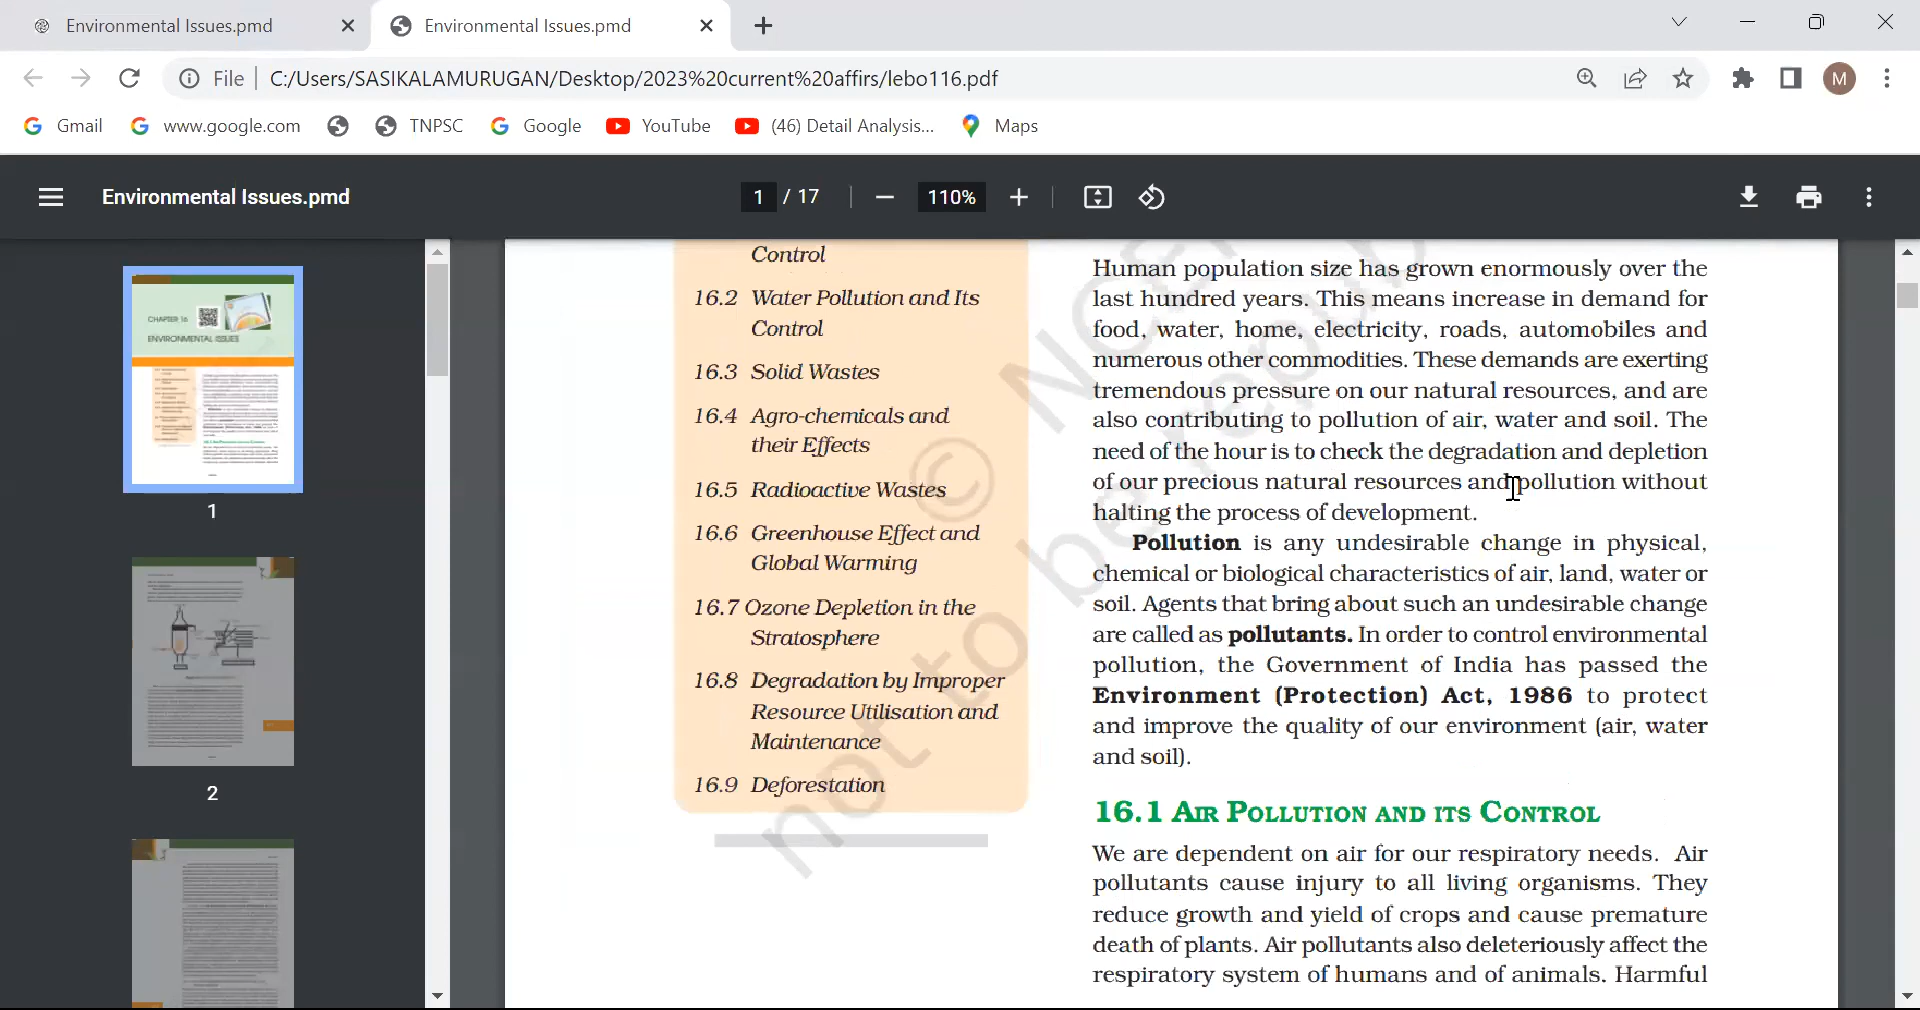 Environmental Issues.pmd
Environmental Issues.pmd
File
C:/Users/SASIKALAMURUGAN/Desktop/2023%20current%20affirs/lebo116.pdf
M
Gmail
www.google.com
TNPSC
Google
YouTube
(46) Detail Analysis...
Maps
Environmental Issues.pmd
1 / 17
110%
CHAPTER 16
ENVIRONMENTAL ISSUES
1
2
Control
16.2 Water Pollution and Its
Control
16.3 Solid Wastes
16.4 Agro-chemicals and
their Effects
16.5 Radioactive Wastes
16.6 Greenhouse Effect and
Global Warming
16.7 Ozone Depletion in the
Stratosphere
16.8 Degradation by Improper
Resource Utilisation and
Maintenance
16.9 Deforestation
Human population size has grown enormously over the
last hundred years. This means increase in demand for
food, water, home, electricity, roads, automobiles and
numerous other commodities. These demands are exerting
tremendous pressure on our natural resources, and are
also contributing to pollution of air, water and soil. The
need of the hour is to check the degradation and depletion
of our precious natural resources and pollution without
halting the process of development.
Pollution is any undesirable change in physical,
chemical or biological characteristics of air, land, water or
soil. Agents that bring about such an undesirable change
are called as pollutants. In order to control environmental
pollution, the Government of India has passed the
Environment (Protection) Act, 1986 to protect
and improve the quality of our environment (air, water
and soil).
16.1 AIR POLLUTION AND ITS CONTROL
We are dependent on air for our respiratory needs. Air
pollutants cause injury to all living organisms. They
reduce growth and yield of crops and cause premature
death of plants. Air pollutants also deleteriously affect the
respiratory system of humans and of animals. Harmful
© NCE
not to be repu